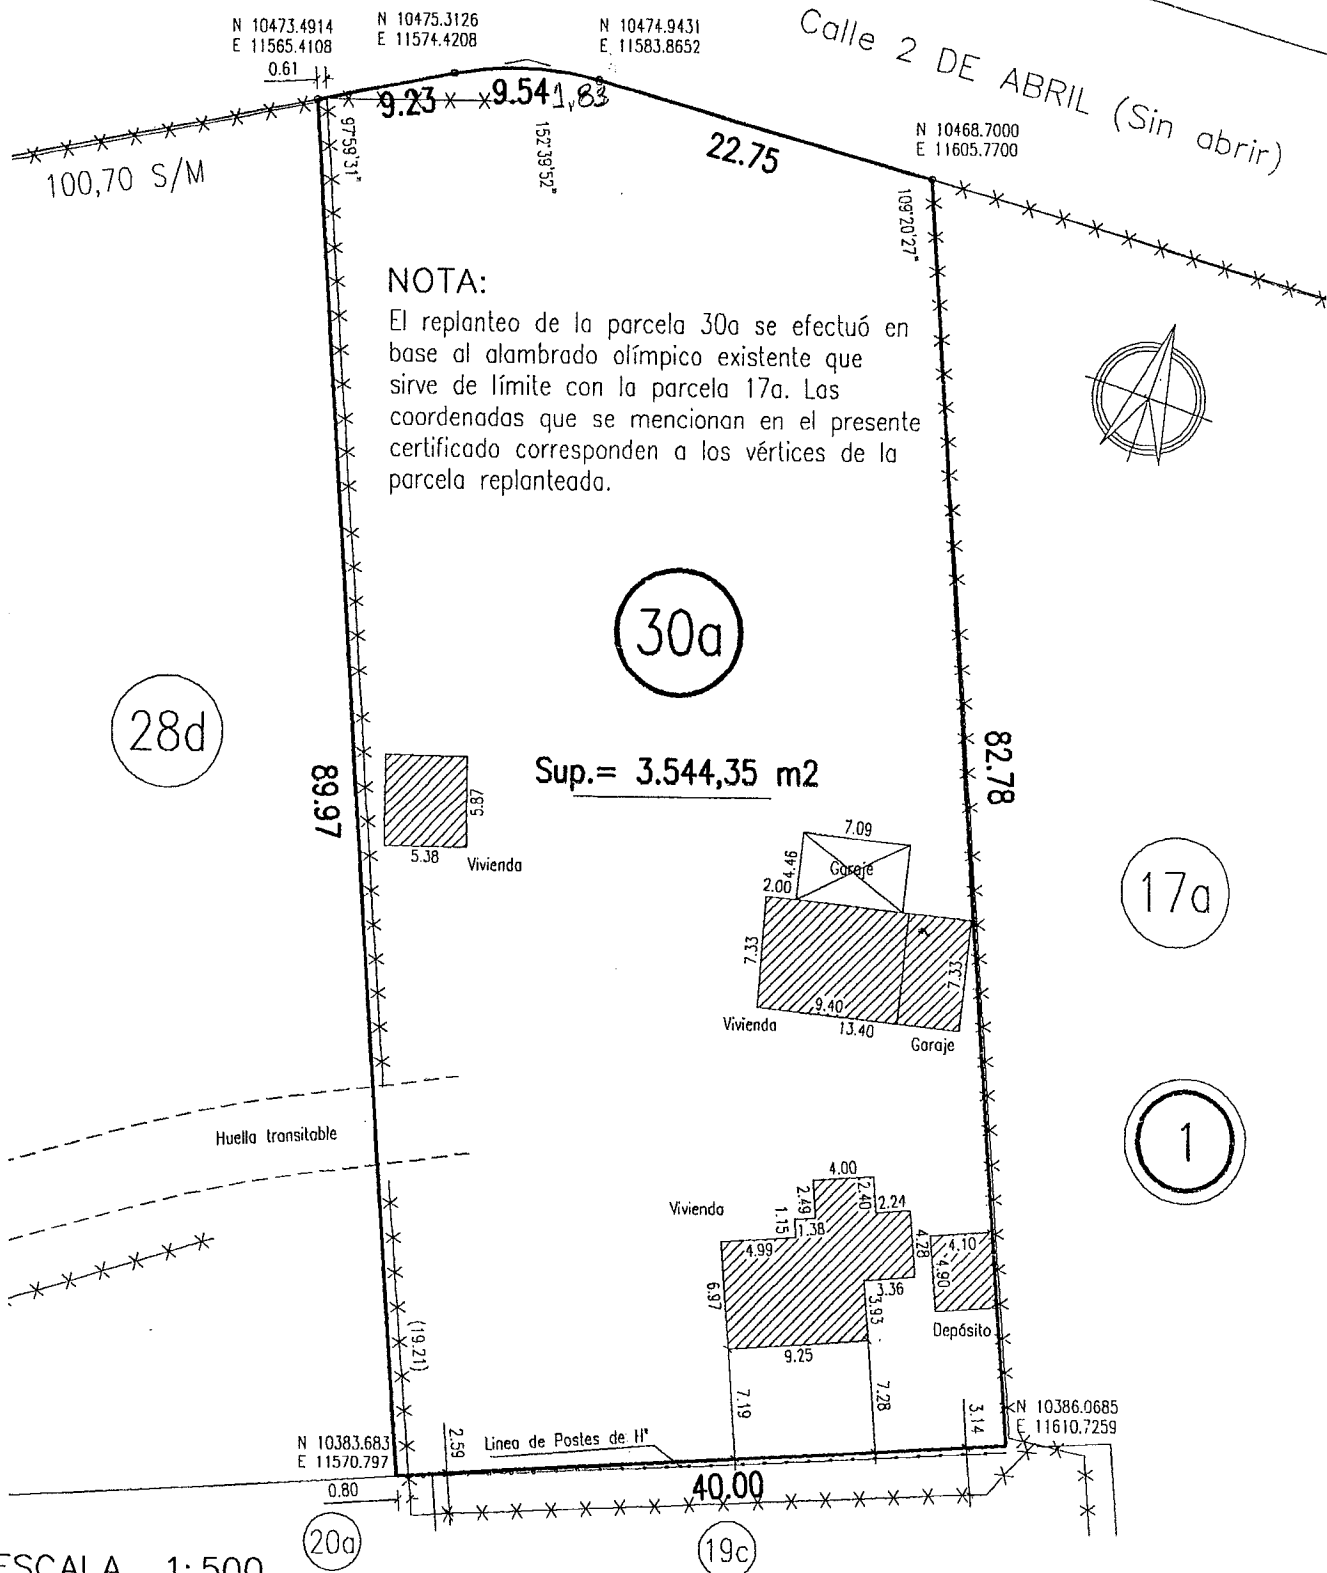 N 10473.4914
E 11565.4108
N 10475.3126
E 11574.4208
N 10474.9431
E 11583.8652
Calle 2 DE ABRIL (Sin abrir)
0.61
9.23
9.54
1,83
22.75
N 10468.7000
E 11605.7700
100,70 S/M
97°59'31"
152°39'52"
109°20'27"
NOTA:
El replanteo de la parcela 30a se efectuó en
base al alambrado olímpico existente que
sirve de límite con la parcela 17a. Las
coordenadas que se mencionan en el presente
certificado corresponden a los vértices de la
parcela replanteada.
30a
28d
Sup.= 3.544,35 m2
89.97
82.78
5.87
5.38
Vivienda
7.09
4.46
Garaje
2.00
7.33
7.33
9.40
13.40
Vivienda
Garaje
17a
Huella transitable
1
4.00
2.49
2.40
2.24
Vivienda
1.15
1.38
4.99
4.28
4.10
4.90
6.97
3.36
3.93
Depósito
9.25
(19.21)
7.19
7.28
3.14
N 10386.0685
E 11610.7259
N 10383.683
E 11570.797
2.59
Linea de Postes de Hº
0.80
40.00
20a
19c
ESCALA 1:500